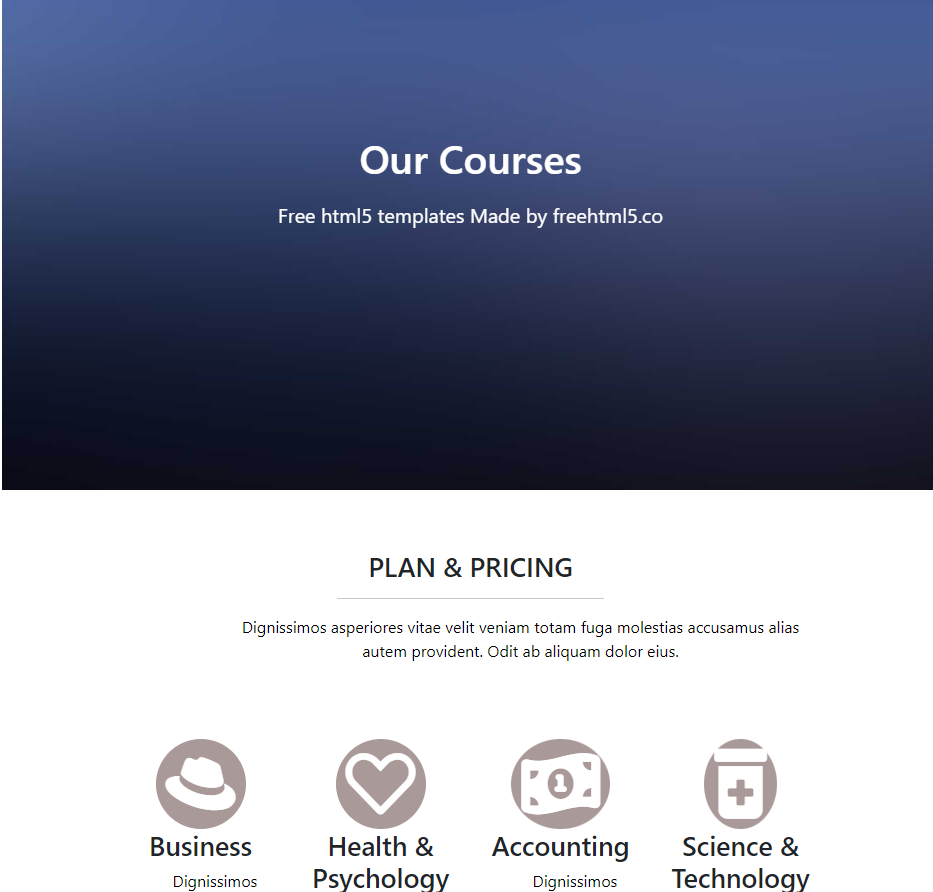 Our Courses
Free html5 templates Made by freehtml5.co
PLAN & PRICING
Dignissimos asperiores vitae velit veniam totam fuga molestias accusamus alias
autem provident. Odit ab aliquam dolor eius.
1
Business
Dignissimos
Health &
Psychology
Accounting
Dignissimos
Science &
Technology